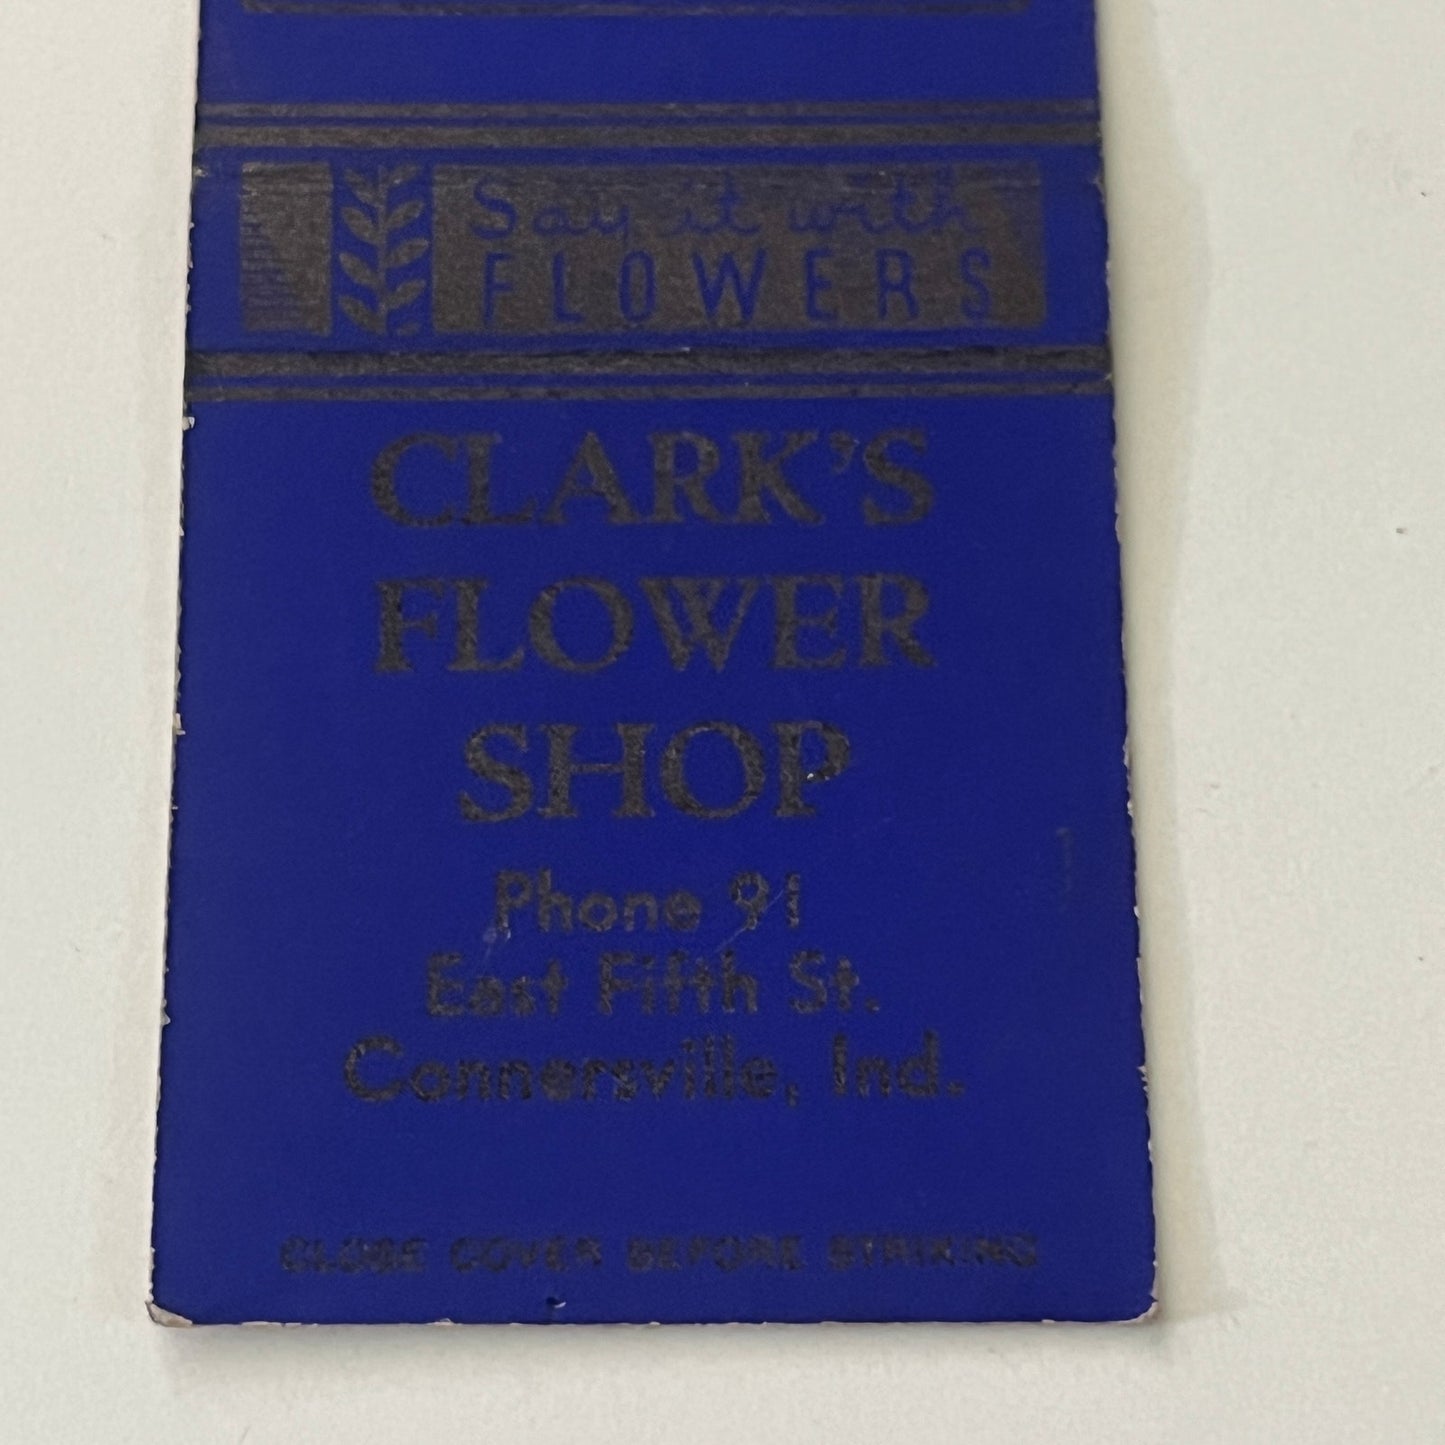 Say it with
FLOWERS
CLARK'S
FLOWER
SHOP
Phone 91
East Fifth St.
Connersville, Ind.
CLOSE COVER BEFORE STRIKING